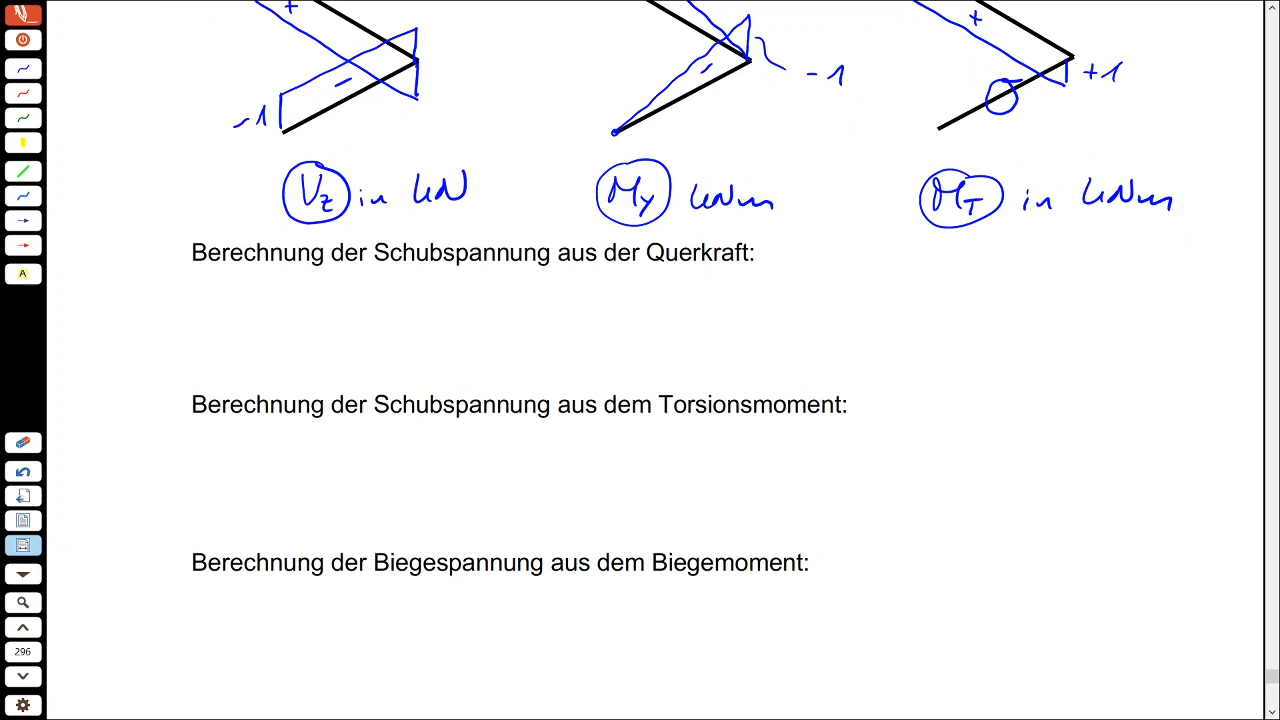 + + 
- - +1
-1 -1
Vz in kN My kNm MT in kNm
Berechnung der Schubspannung aus der Querkraft:
Berechnung der Schubspannung aus dem Torsionsmoment:
Berechnung der Biegespannung aus dem Biegemoment:
A
296